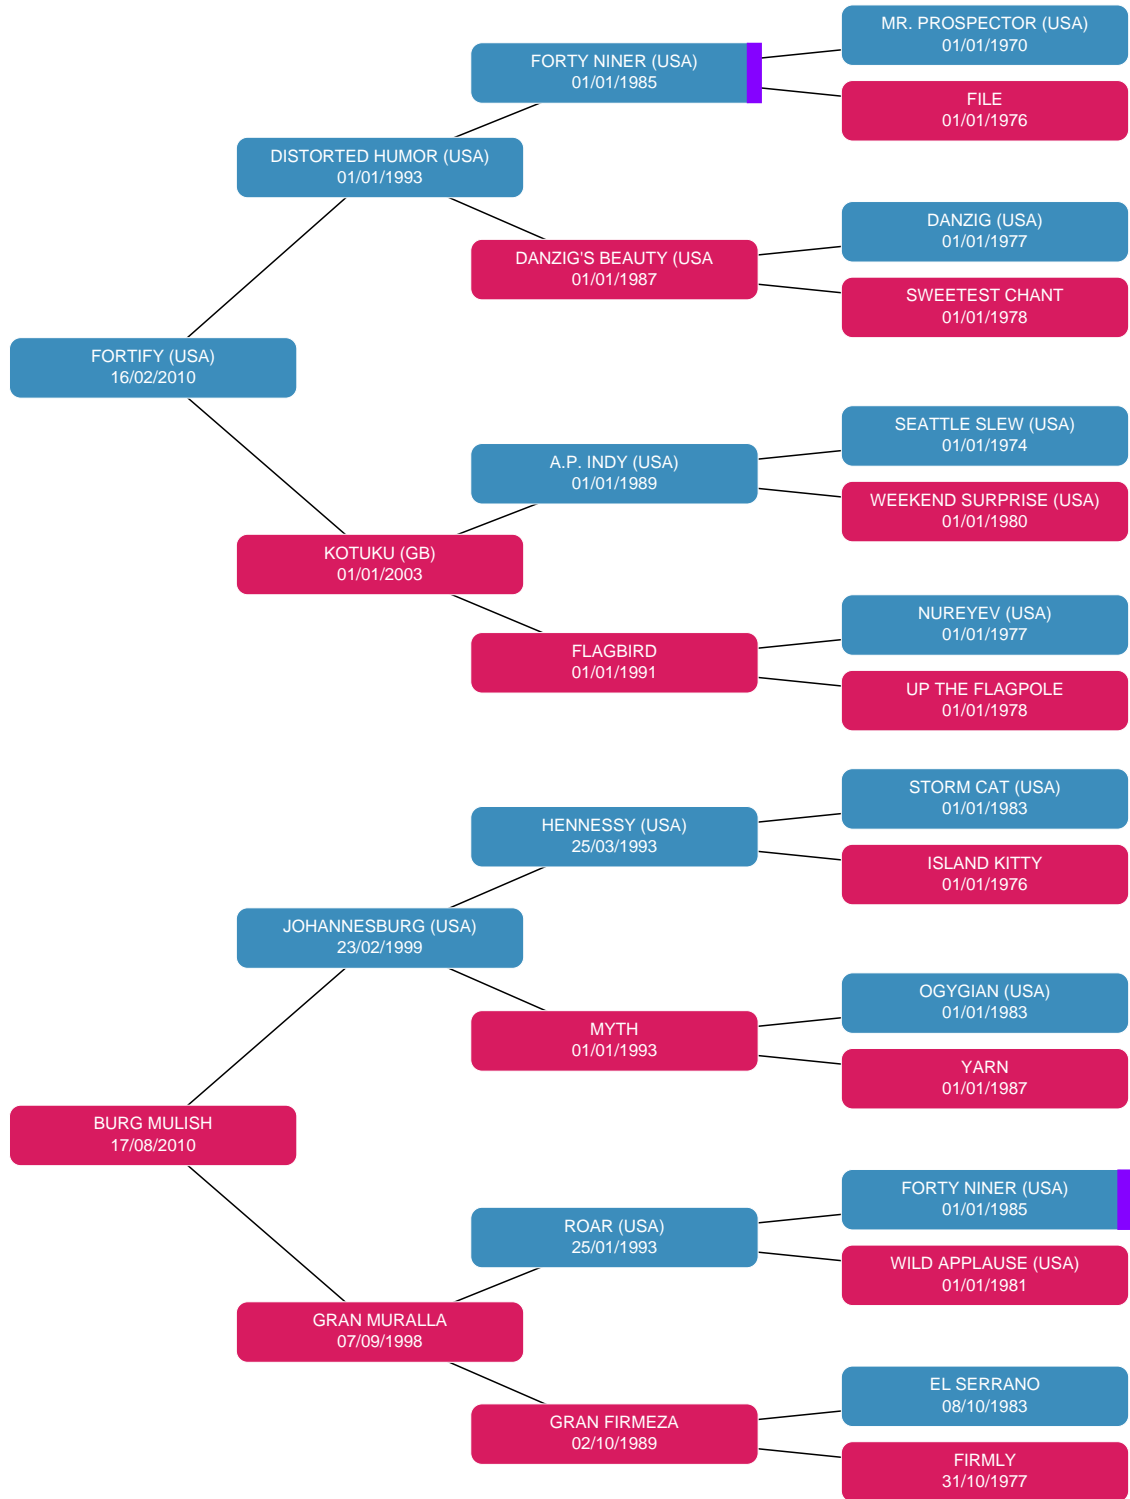 MR. PROSPECTOR (USA)
01/01/1970
FORTY NINER (USA)
01/01/1985
FILE
01/01/1976
DISTORTED HUMOR (USA)
01/01/1993
DANZIG (USA)
01/01/1977
DANZIG'S BEAUTY (USA
01/01/1987
SWEETEST CHANT
01/01/1978
FORTIFY (USA)
16/02/2010
SEATTLE SLEW (USA)
01/01/1974
A.P. INDY (USA)
01/01/1989
WEEKEND SURPRISE (USA)
01/01/1980
KOTUKU (GB)
01/01/2003
NUREYEV (USA)
01/01/1977
FLAGBIRD
01/01/1991
UP THE FLAGPOLE
01/01/1978
STORM CAT (USA)
01/01/1983
HENNESSY (USA)
25/03/1993
ISLAND KITTY
01/01/1976
JOHANNESBURG (USA)
23/02/1999
OGYGIAN (USA)
01/01/1983
MYTH
01/01/1993
YARN
01/01/1987
BURG MULISH
17/08/2010
FORTY NINER (USA)
01/01/1985
ROAR (USA)
25/01/1993
WILD APPLAUSE (USA)
01/01/1981
GRAN MURALLA
07/09/1998
EL SERRANO
08/10/1983
GRAN FIRMEZA
02/10/1989
FIRMLY
31/10/1977